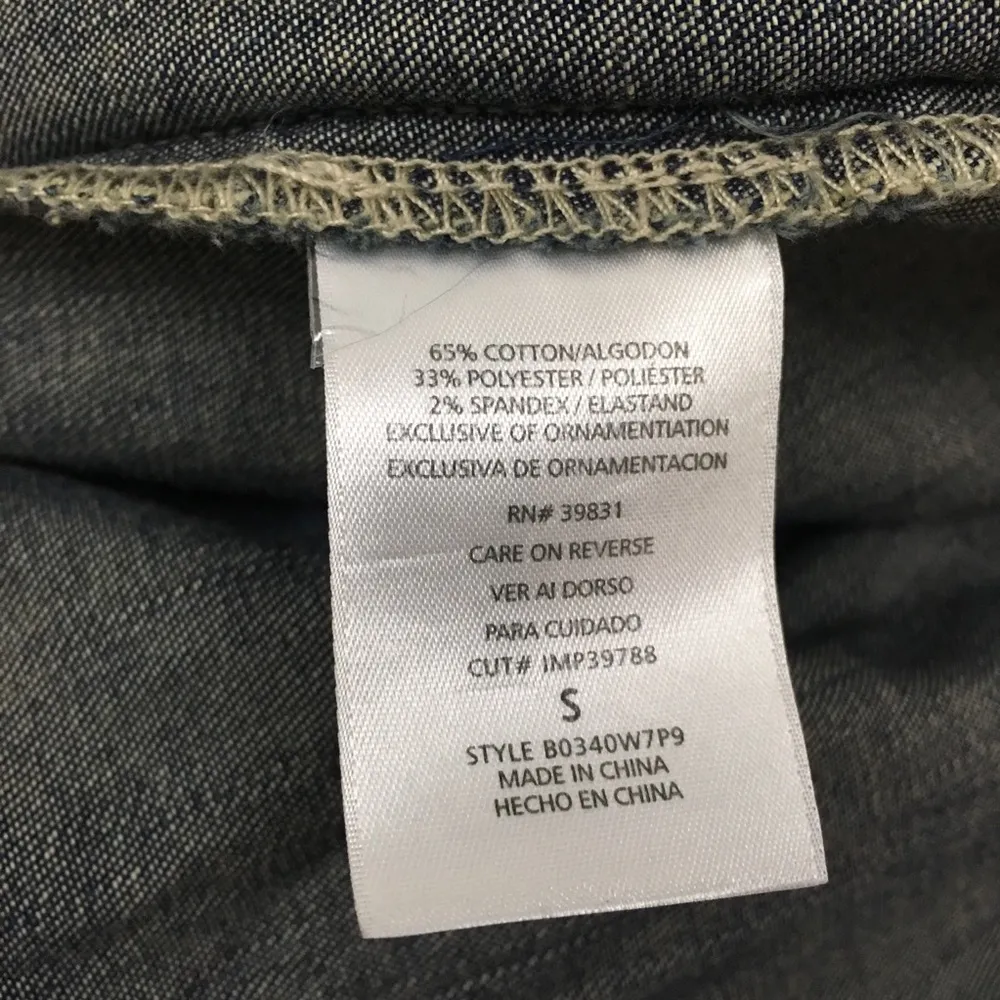 65% COTTON/ALGODON
33% POLYESTER / POLIÉSTER
2% SPANDEX / ELASTAND
EXCLUSIVE OF ORNAMENTIATION
EXCLUSIVA DE ORNAMENTACION
RN# 39831
CARE ON REVERSE
VER AI DORSO
PARA CUIDADO
CUT# IMP39788
S
STYLE B0340W7P9
MADE IN CHINA
HECHO EN CHINA